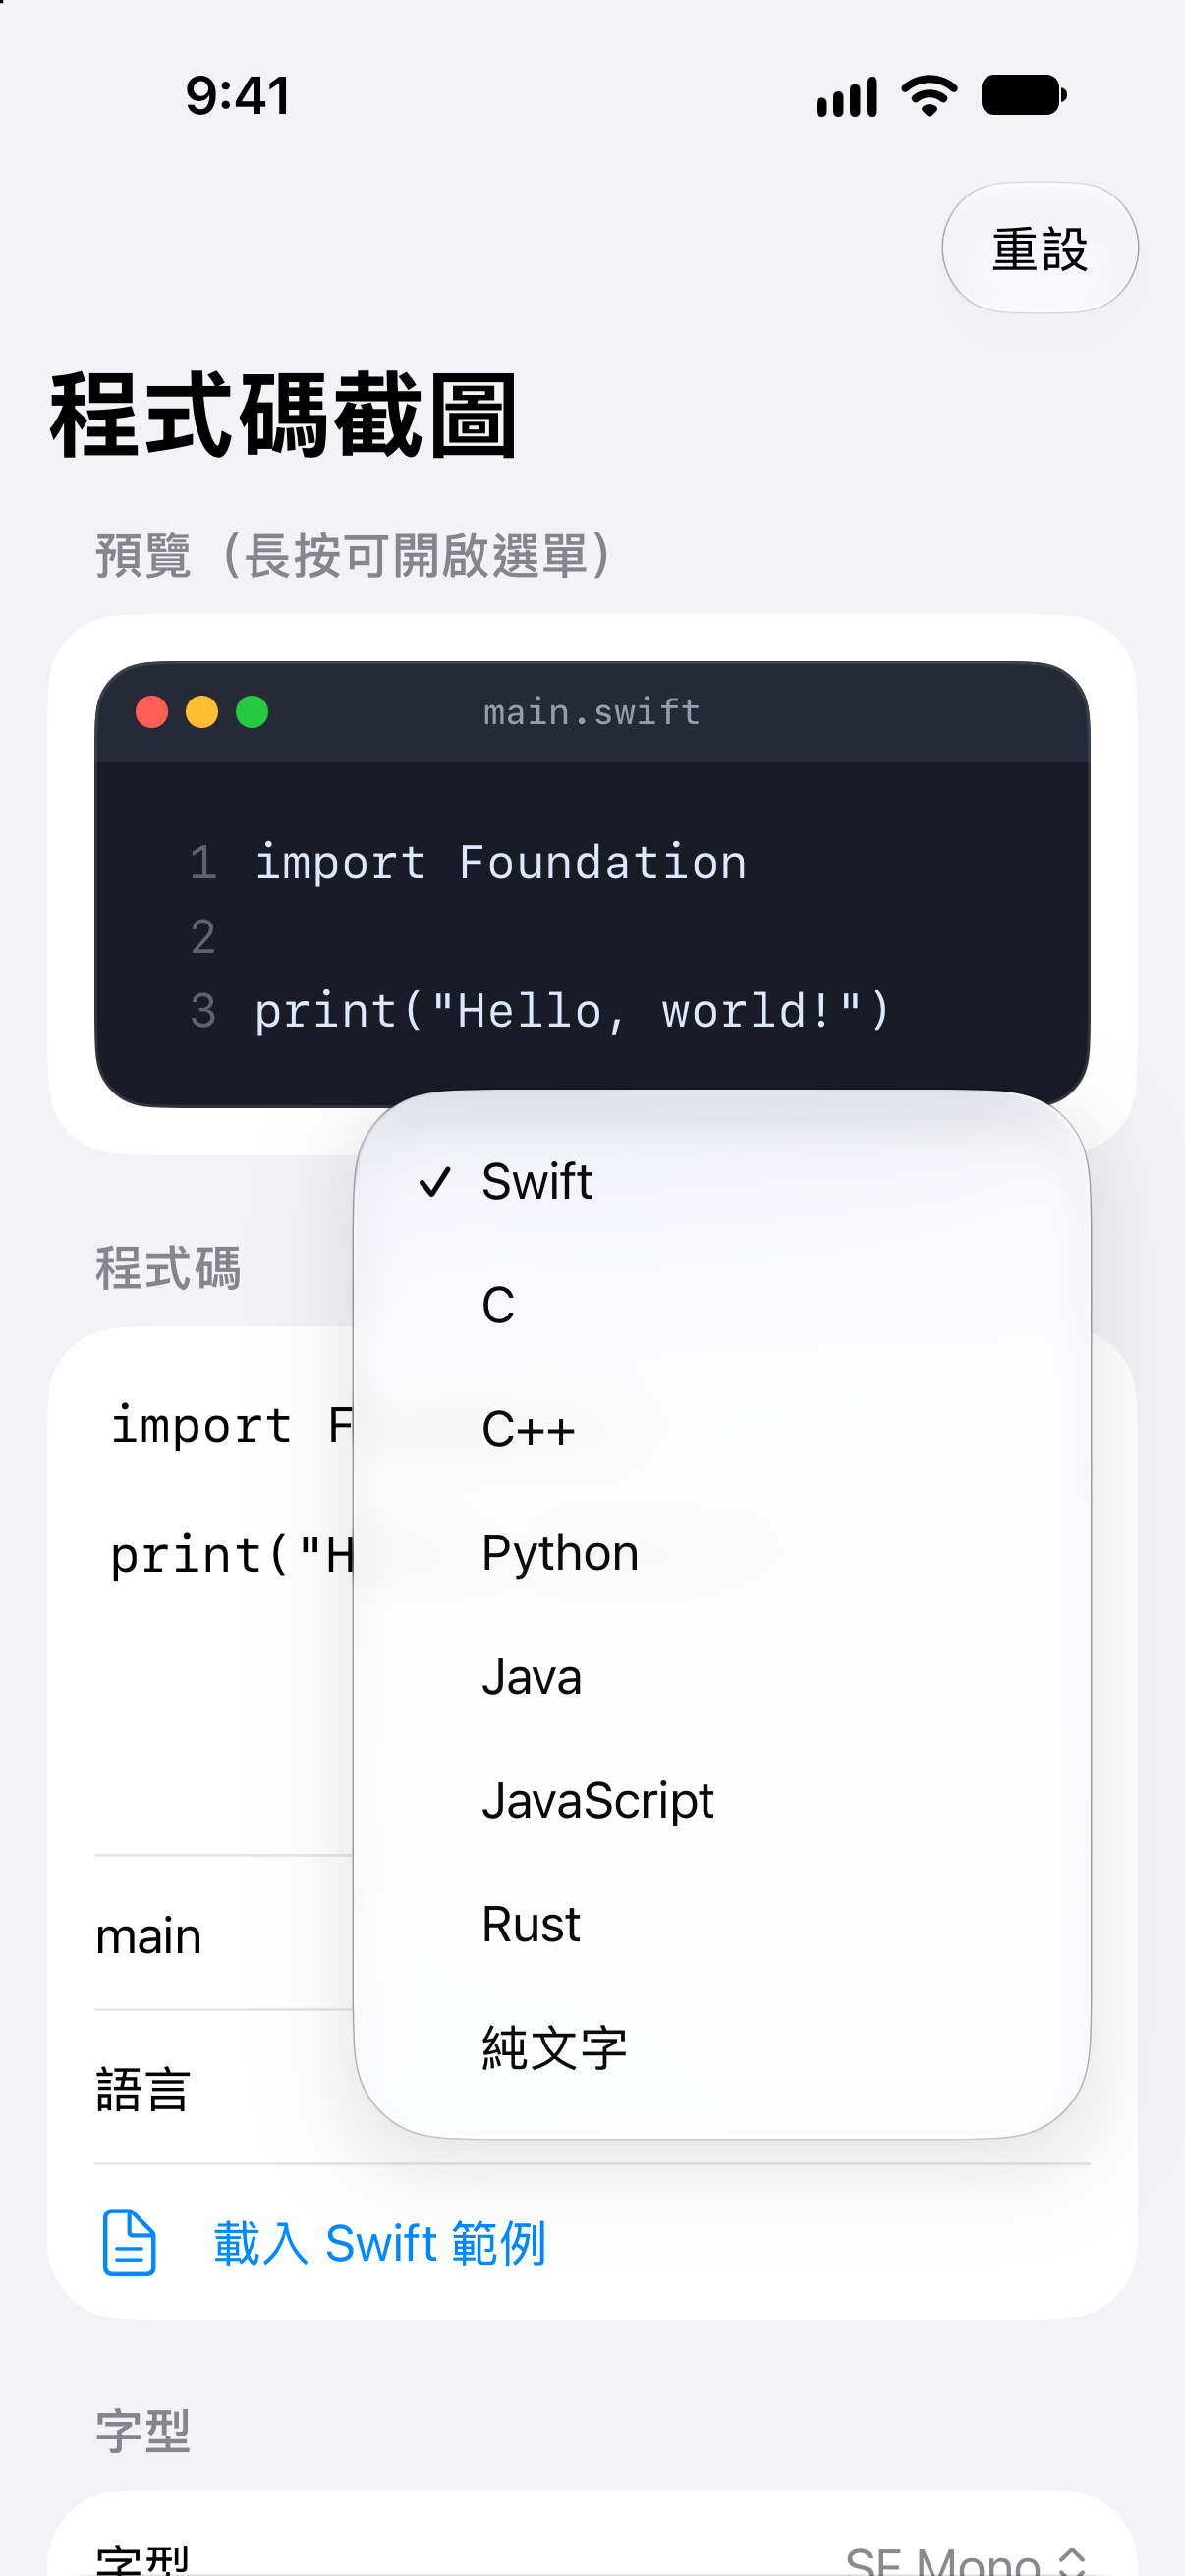 9:41
重設
程式碼截圖
預覽（長按可開啟選單）
main.swift
1 import Foundation
2
3 print("Hello, world!")
✓ Swift
C
C++
Python
Java
JavaScript
Rust
純文字
程式碼
import F
print("H
main
語言
載入 Swift 範例
字型
字型
SF Mono